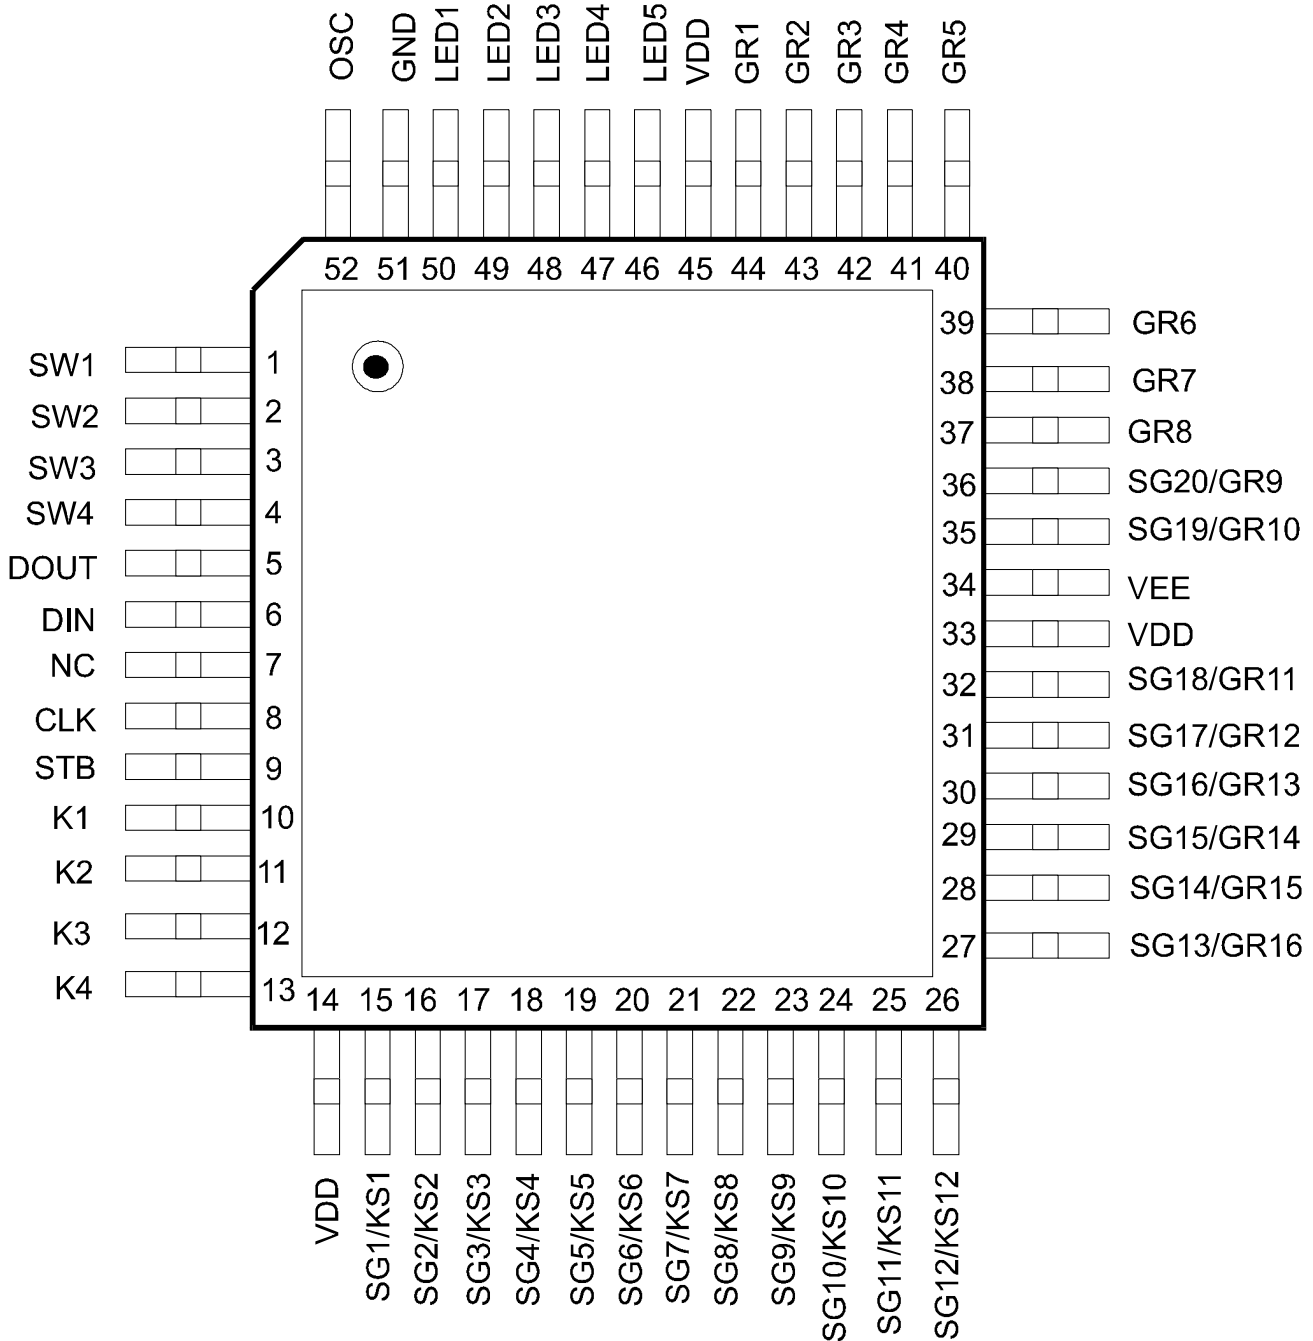 OSC
GND
LED1
LED2
LED3
LED4
LED5
VDD
GR1
GR2
GR3
GR4
GR5
52 51 50 49 48 47 46 45 44 43 42 41 40
SW1 1
SW2 2
SW3 3
SW4 4
DOUT 5
DIN 6
NC 7
CLK 8
STB 9
K1 10
K2 11
K3 12
K4 13
39 GR6
38 GR7
37 GR8
36 SG20/GR9
35 SG19/GR10
34 VEE
33 VDD
32 SG18/GR11
31 SG17/GR12
30 SG16/GR13
29 SG15/GR14
28 SG14/GR15
27 SG13/GR16
14 15 16 17 18 19 20 21 22 23 24 25 26
VDD
SG1/KS1
SG2/KS2
SG3/KS3
SG4/KS4
SG5/KS5
SG6/KS6
SG7/KS7
SG8/KS8
SG9/KS9
SG10/KS10
SG11/KS11
SG12/KS12